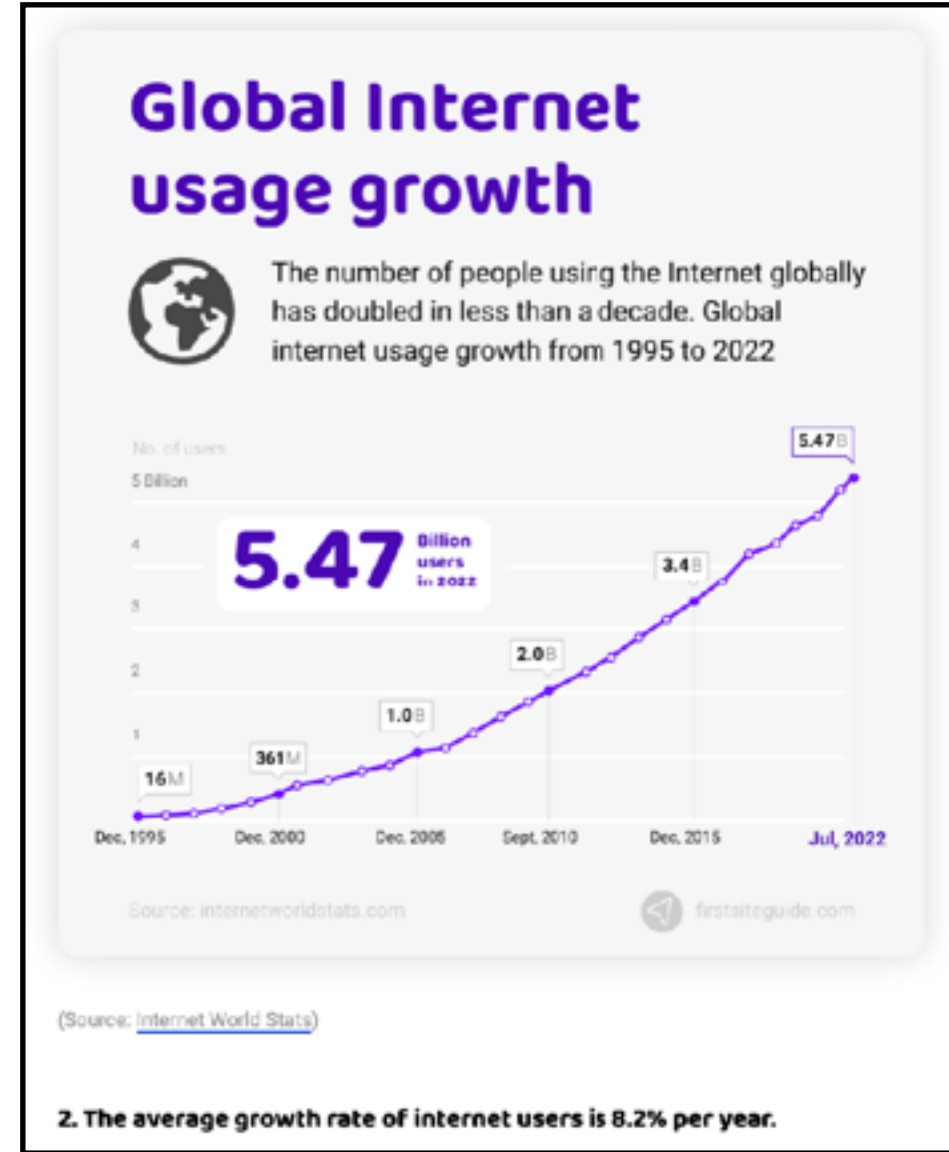 Global Internet
usage growth
The number of people using the Internet globally
has doubled in less than a decade. Global
internet usage growth from 1995 to 2022
No. of users
5 Billion
4
3
2
1
5.47 Billion
users
in 2022
16M
361M
1.0B
2.0B
3.4B
5.47B
Dec, 1995 Dec, 2000 Dec, 2005 Sept, 2010 Dec, 2015 Jul, 2022
Source: internetworldstats.com firstsiteguide.com
(Source: Internet World Stats)
2. The average growth rate of internet users is 8.2% per year.